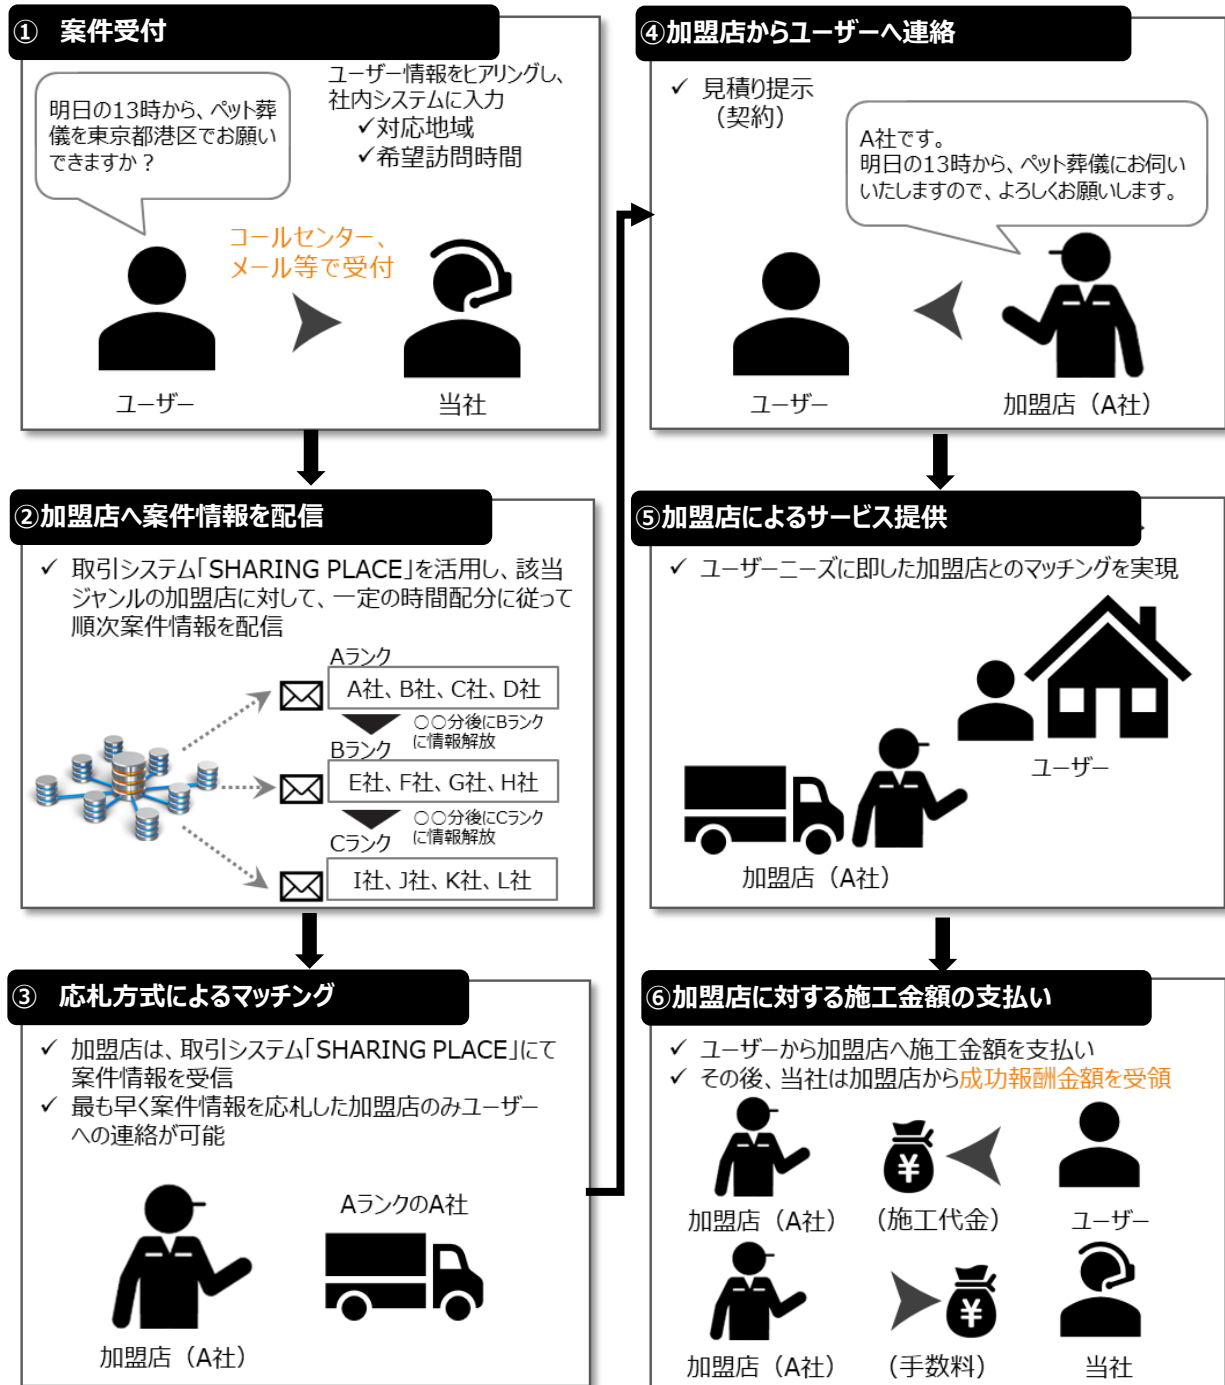 ① 案件受付
明日の13時から、ペット葬
儀を東京都港区でお願い
できますか？
ユーザー情報をヒアリングし、
社内システムに入力
✓対応地域
✓希望訪問時間
コールセンター、
メール等で受付
ユーザー
当社
②加盟店へ案件情報を配信
✓ 取引システム「SHARING PLACE」を活用し、該当
ジャンルの加盟店に対して、一定の時間配分に従って
順次案件情報を配信
Aランク
A社、B社、C社、D社
○○分後にBランク
に情報解放
Bランク
E社、F社、G社、H社
○○分後にCランク
に情報解放
Cランク
I社、J社、K社、L社
③ 応札方式によるマッチング
✓ 加盟店は、取引システム「SHARING PLACE」にて
案件情報を受信
✓ 最も早く案件情報を応札した加盟店のみユーザー
への連絡が可能
AランクのA社
加盟店（A社）
④加盟店からユーザーへ連絡
✓ 見積り提示
（契約）
A社です。
明日の13時から、ペット葬儀にお伺い
いたしますので、よろしくお願いします。
ユーザー
加盟店（A社）
⑤加盟店によるサービス提供
✓ ユーザーニーズに即した加盟店とのマッチングを実現
ユーザー
加盟店（A社）
⑥加盟店に対する施工金額の支払い
✓ ユーザーから加盟店へ施工金額を支払い
✓ その後、当社は加盟店から成功報酬金額を受領
¥
加盟店（A社）
（施工代金）
ユーザー
¥
加盟店（A社）
（手数料）
当社